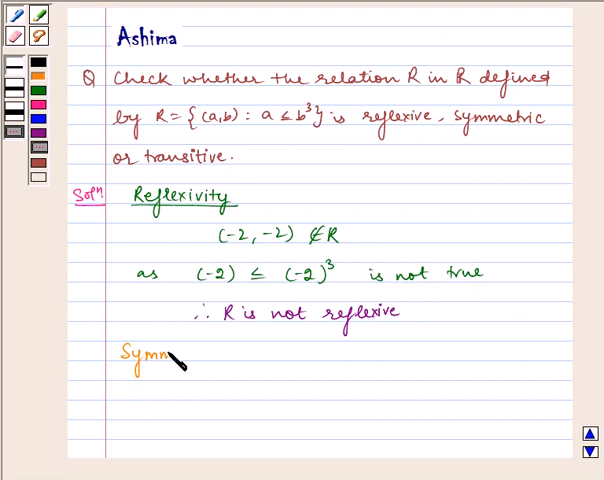 Ashima
Q Check whether the relation R in R defined
by R = {(a,b) : a ≤ b³} is reflexive, symmetric
or transitive.
Solⁿ. Reflexivity
(-2, -2) ∉ R
as (-2) ≤ (-2)³ is not true
∴ R is not reflexive
Symm